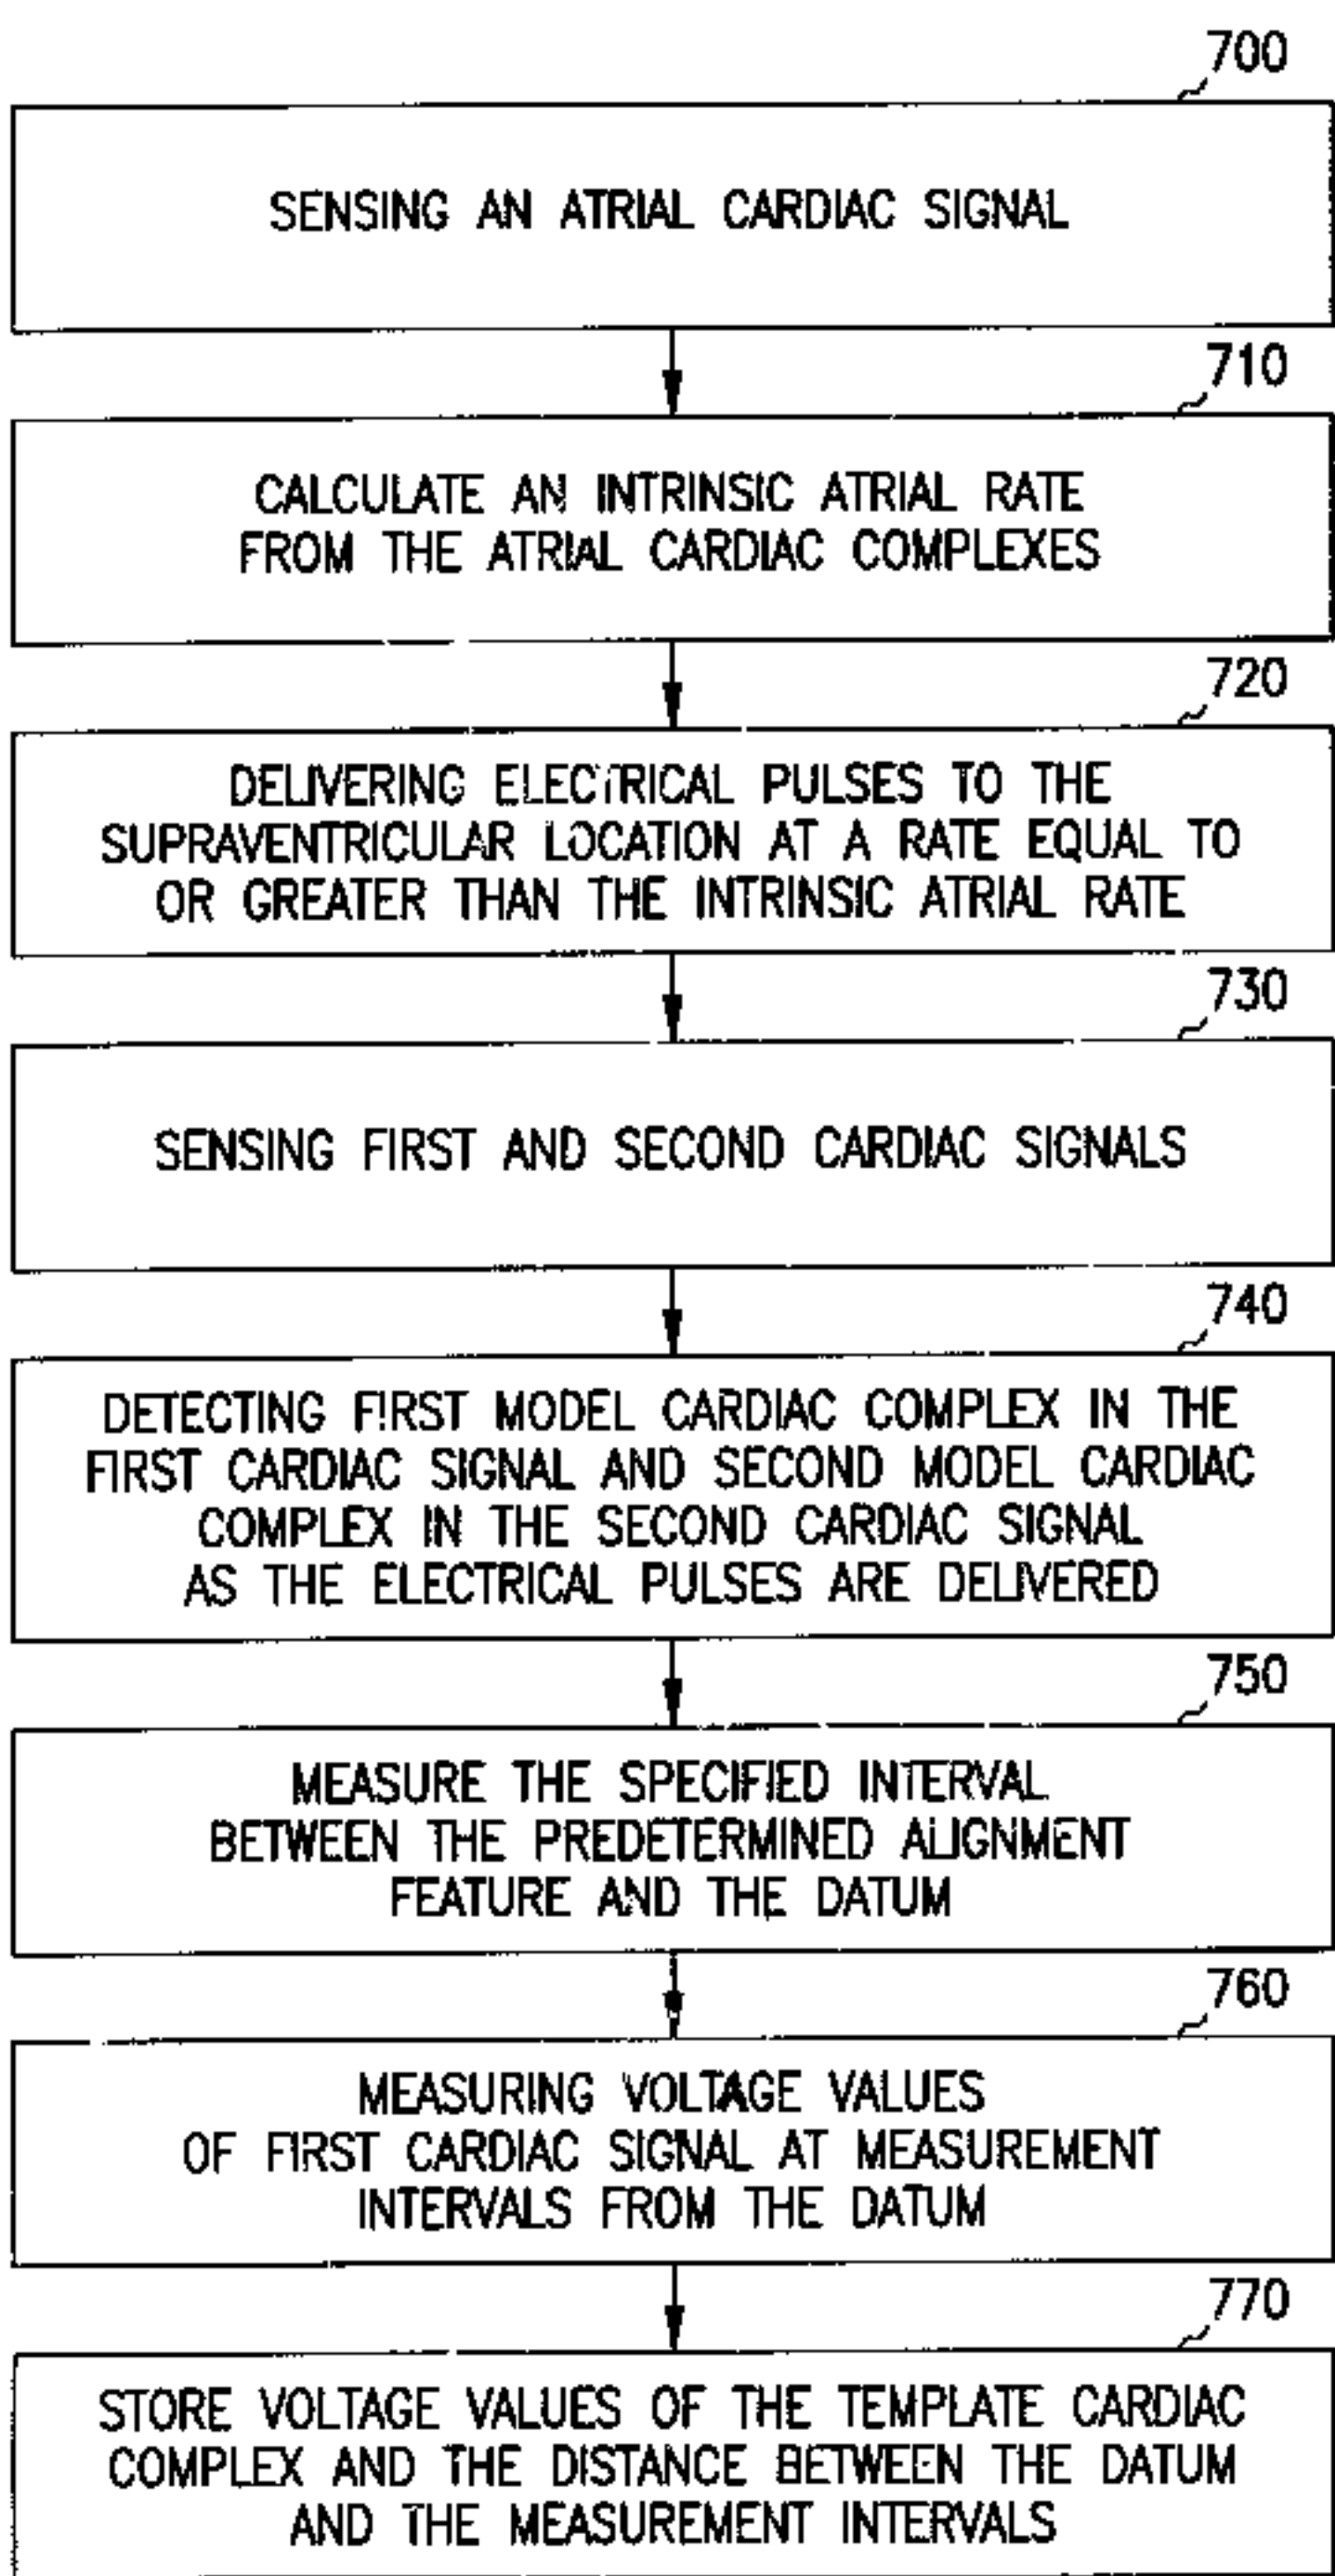 700
SENSING AN ATRIAL CARDIAC SIGNAL
710
CALCULATE AN INTRINSIC ATRIAL RATE
FROM THE ATRIAL CARDIAC COMPLEXES
720
DELIVERING ELECTRICAL PULSES TO THE
SUPRAVENTRICULAR LOCATION AT A RATE EQUAL TO
OR GREATER THAN THE INTRINSIC ATRIAL RATE
730
SENSING FIRST AND SECOND CARDIAC SIGNALS
740
DETECTING FIRST MODEL CARDIAC COMPLEX IN THE
FIRST CARDIAC SIGNAL AND SECOND MODEL CARDIAC
COMPLEX IN THE SECOND CARDIAC SIGNAL
AS THE ELECTRICAL PULSES ARE DELIVERED
750
MEASURE THE SPECIFIED INTERVAL
BETWEEN THE PREDETERMINED ALIGNMENT
FEATURE AND THE DATUM
760
MEASURING VOLTAGE VALUES
OF FIRST CARDIAC SIGNAL AT MEASUREMENT
INTERVALS FROM THE DATUM
770
STORE VOLTAGE VALUES OF THE TEMPLATE CARDIAC
COMPLEX AND THE DISTANCE BETWEEN THE DATUM
AND THE MEASUREMENT INTERVALS